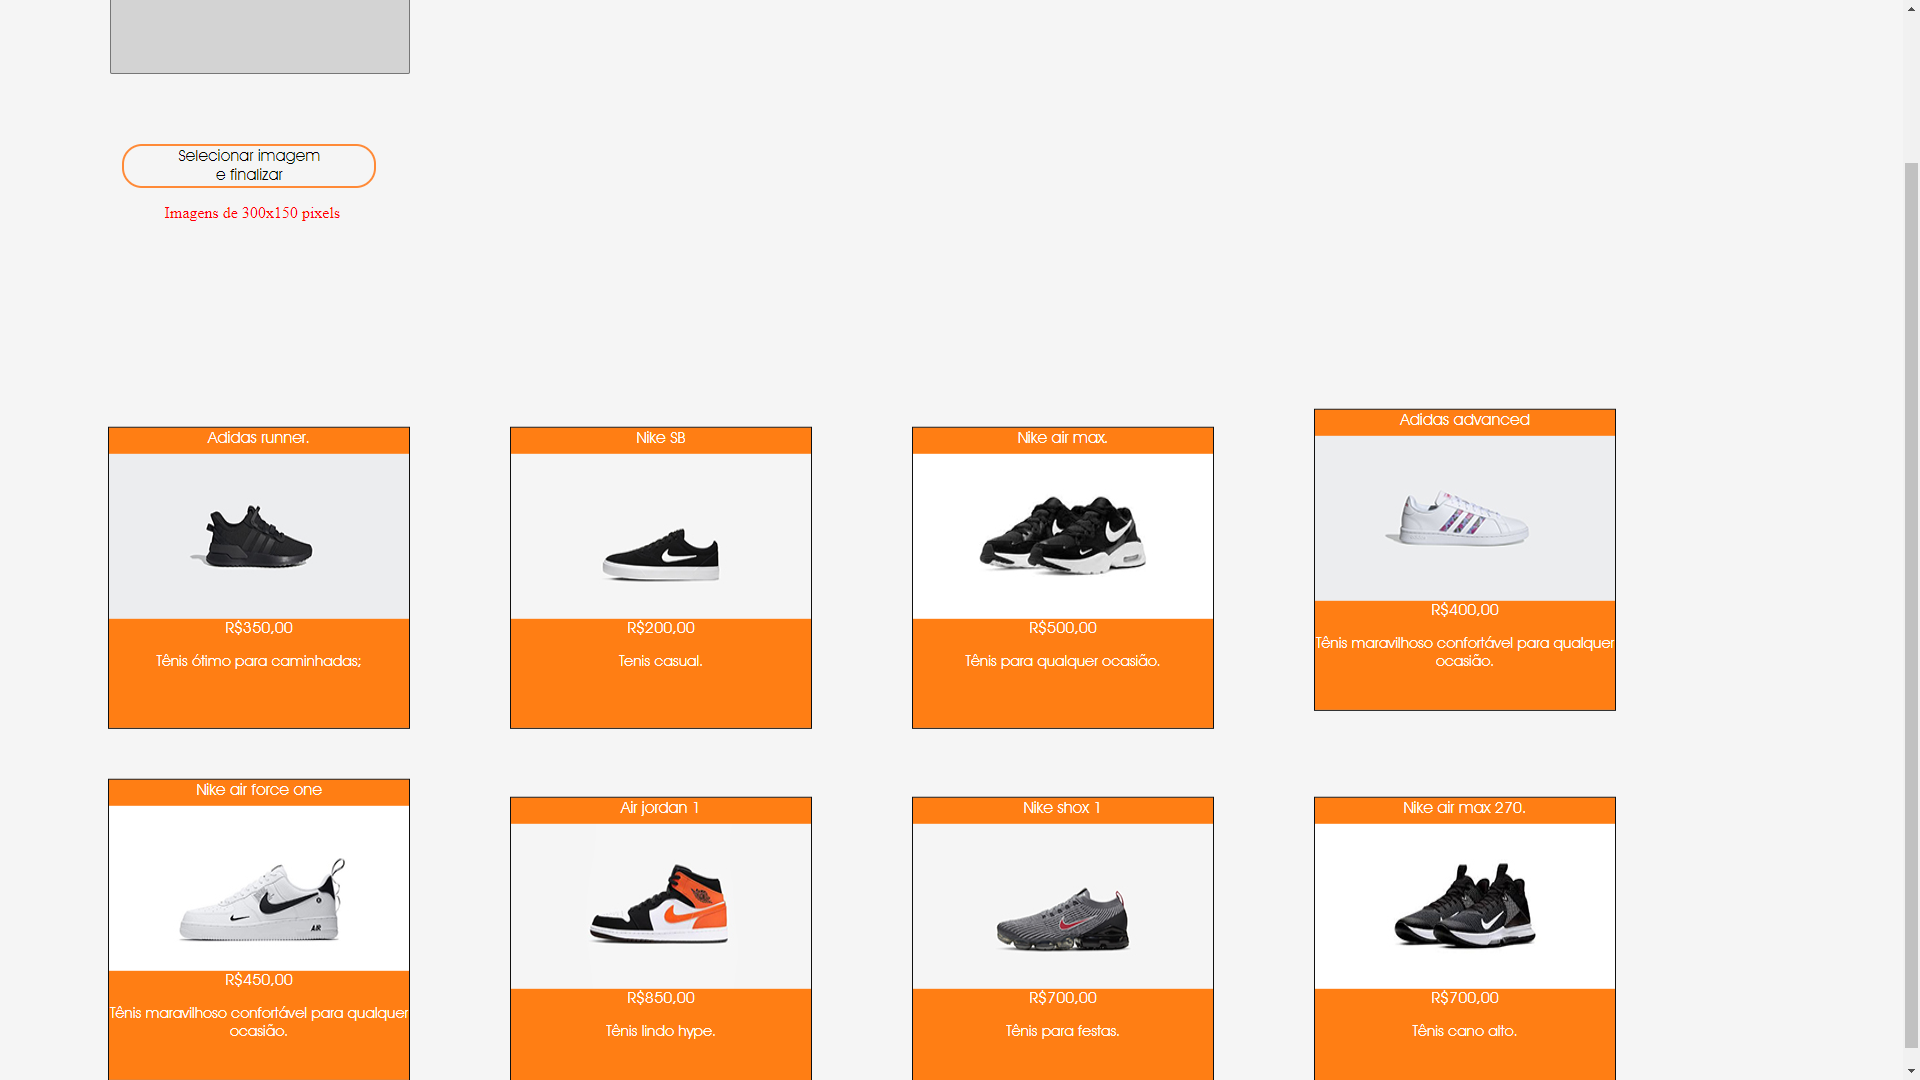 Selecionar imagem
e finalizar
Imagens de 300x150 pixels
Adidas runner.
R$350,00
Tênis ótimo para caminhadas;
Nike SB
R$200,00
Tenis casual.
Nike air max.
R$500,00
Tênis para qualquer ocasião.
Adidas advanced
R$400,00
Tênis maravilhoso confortável para qualquer
ocasião.
Nike air force one
AIR
R$450,00
Tênis maravilhoso confortável para qualquer
ocasião.
Air jordan 1
R$850,00
Tênis lindo hype.
Nike shox 1
R$700,00
Tênis para festas.
Nike air max 270.
R$700,00
Tênis cano alto.